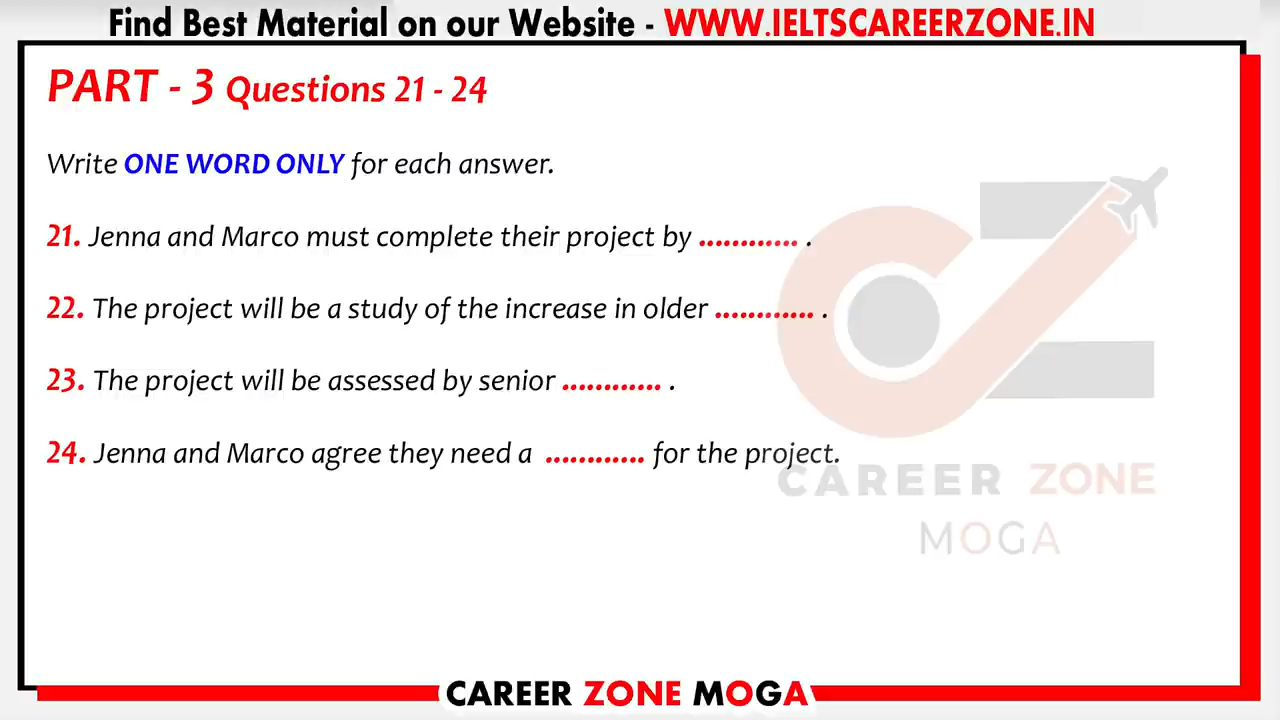 Find Best Material on our Website - WWW.IELTSCAREERZONE.IN
PART - 3 Questions 21 - 24
Write ONE WORD ONLY for each answer.
21. Jenna and Marco must complete their project by ............ .
22. The project will be a study of the increase in older ............ .
23. The project will be assessed by senior ............ .
24. Jenna and Marco agree they need a ............ for the project.
CAREER ZONE
MOGA
CAREER ZONE MOGA